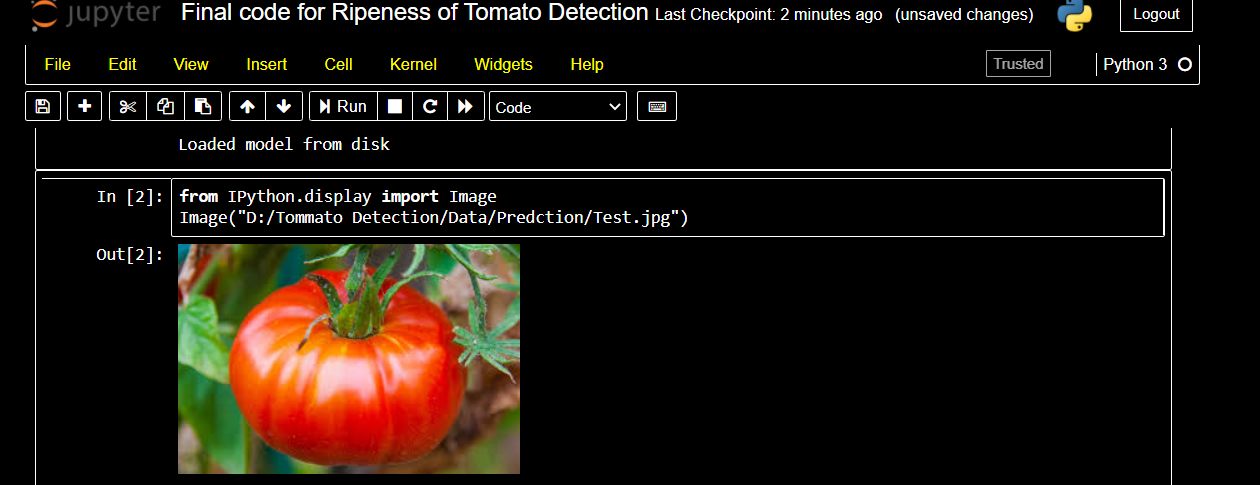 jupyter Final code for Ripeness of Tomato Detection Last Checkpoint: 2 minutes ago (unsaved changes) Logout
File Edit View Insert Cell Kernel Widgets Help Trusted Python 3
Run Code
Loaded model from disk
In [2]: from IPython.display import Image
Image("D:/Tommato Detection/Data/Predction/Test.jpg")
Out[2]: